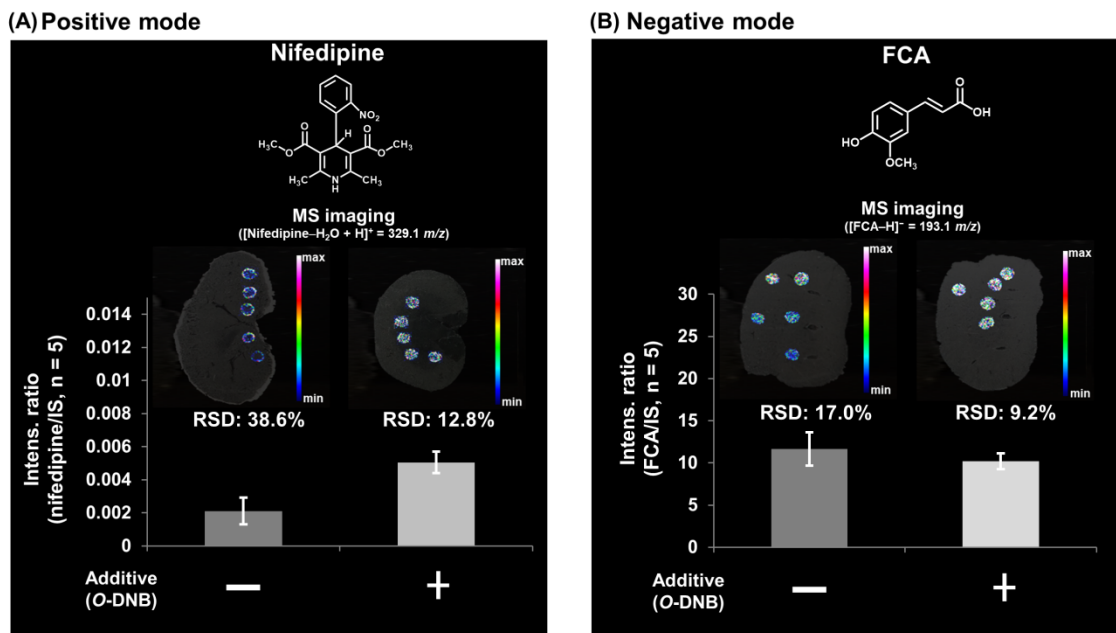 (A) Positive mode
Nifedipine
NO₂
O
H
O
H₃C
O
O
CH₃
H₃C
N
H
CH₃
MS imaging
([Nifedipine–H₂O + H]⁺ = 329.1 m/z)
max
min
max
min
RSD: 38.6%
RSD: 12.8%
Intens. ratio
(nifedipine/IS, n = 5)
0.014
0.012
0.01
0.008
0.006
0.004
0.002
0
Additive
(O-DNB)
—
+
(B) Negative mode
FCA
O
OH
HO
OCH₃
MS imaging
([FCA–H]⁻ = 193.1 m/z)
max
min
max
min
RSD: 17.0%
RSD: 9.2%
Intens. ratio
(FCA/IS, n = 5)
30
25
20
15
10
5
0
Additive
(O-DNB)
—
+